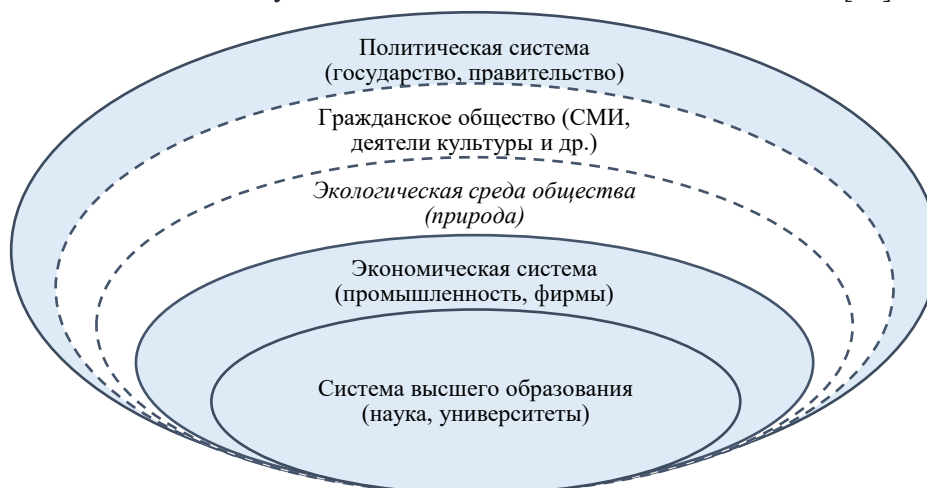 Политическая система
(государство, правительство)
Гражданское общество (СМИ,
деятели культуры и др.)
Экологическая среда общества
(природа)
Экономическая система
(промышленность, фирмы)
Система высшего образования
(наука, университеты)